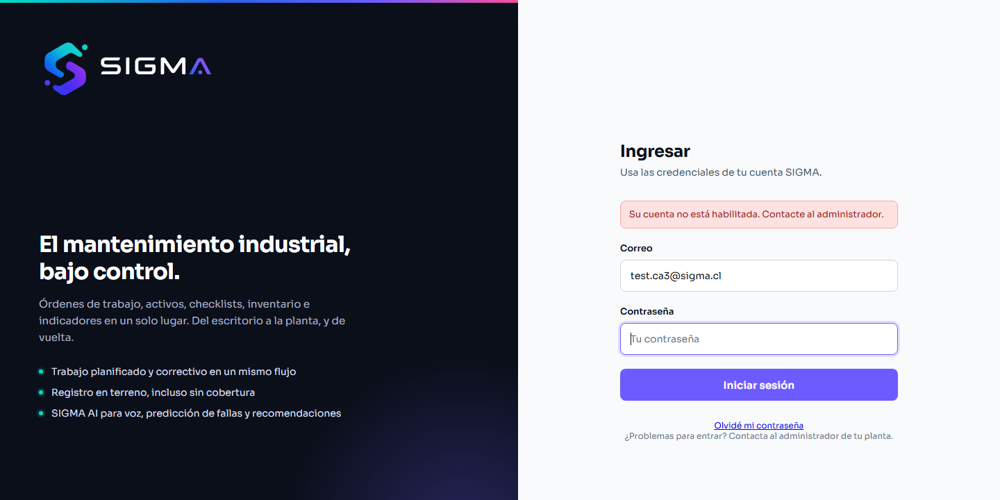 SIGMA
El mantenimiento industrial,
bajo control.
Órdenes de trabajo, activos, checklists, inventario e
indicadores en un solo lugar. Del escritorio a la planta, y de
vuelta.
Trabajo planificado y correctivo en un mismo flujo
Registro en terreno, incluso sin cobertura
SIGMA AI para voz, predicción de fallas y recomendaciones
Ingresar
Usa las credenciales de tu cuenta SIGMA.
Su cuenta no está habilitada. Contacte al administrador.
Correo
test.ca3@sigma.cl
Contraseña
Tu contraseña
Iniciar sesión
Olvidé mi contraseña
¿Problemas para entrar? Contacta al administrador de tu planta.